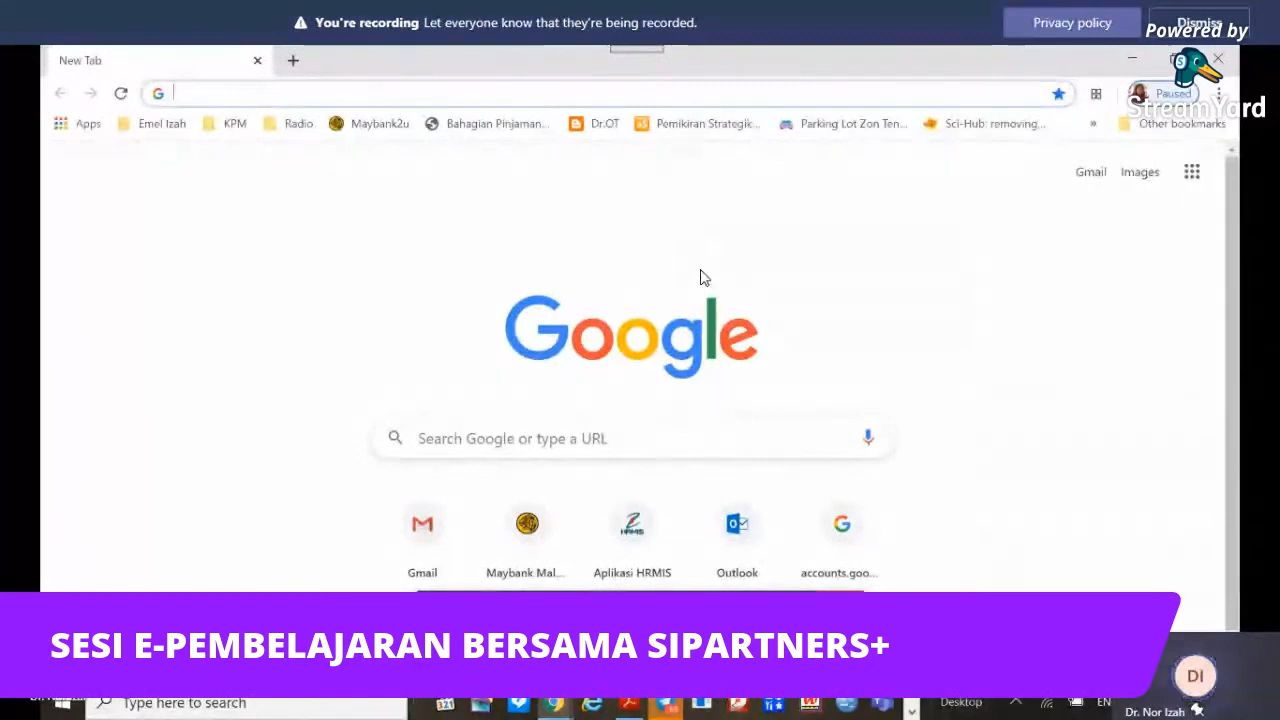 You're recording Let everyone know that they're being recorded.
Privacy policy
Dismiss
Powered by
StreamYard
New Tab
Paused
Apps
Emel Izah
KPM
Radio
Maybank2u
Bahagian Pinjaman...
Dr.OT
Pemikiran Strategik...
Parking Lot Zon Ten...
Sci-Hub: removing...
»
Other bookmarks
Gmail
Images
Google
Search Google or type a URL
Gmail
Maybank Mal...
Aplikasi HRMIS
Outlook
accounts.goo...
SESI E-PEMBELAJARAN BERSAMA SIPARTNERS+
DI
Dr. Nor Izah
Type here to search
Desktop
EN